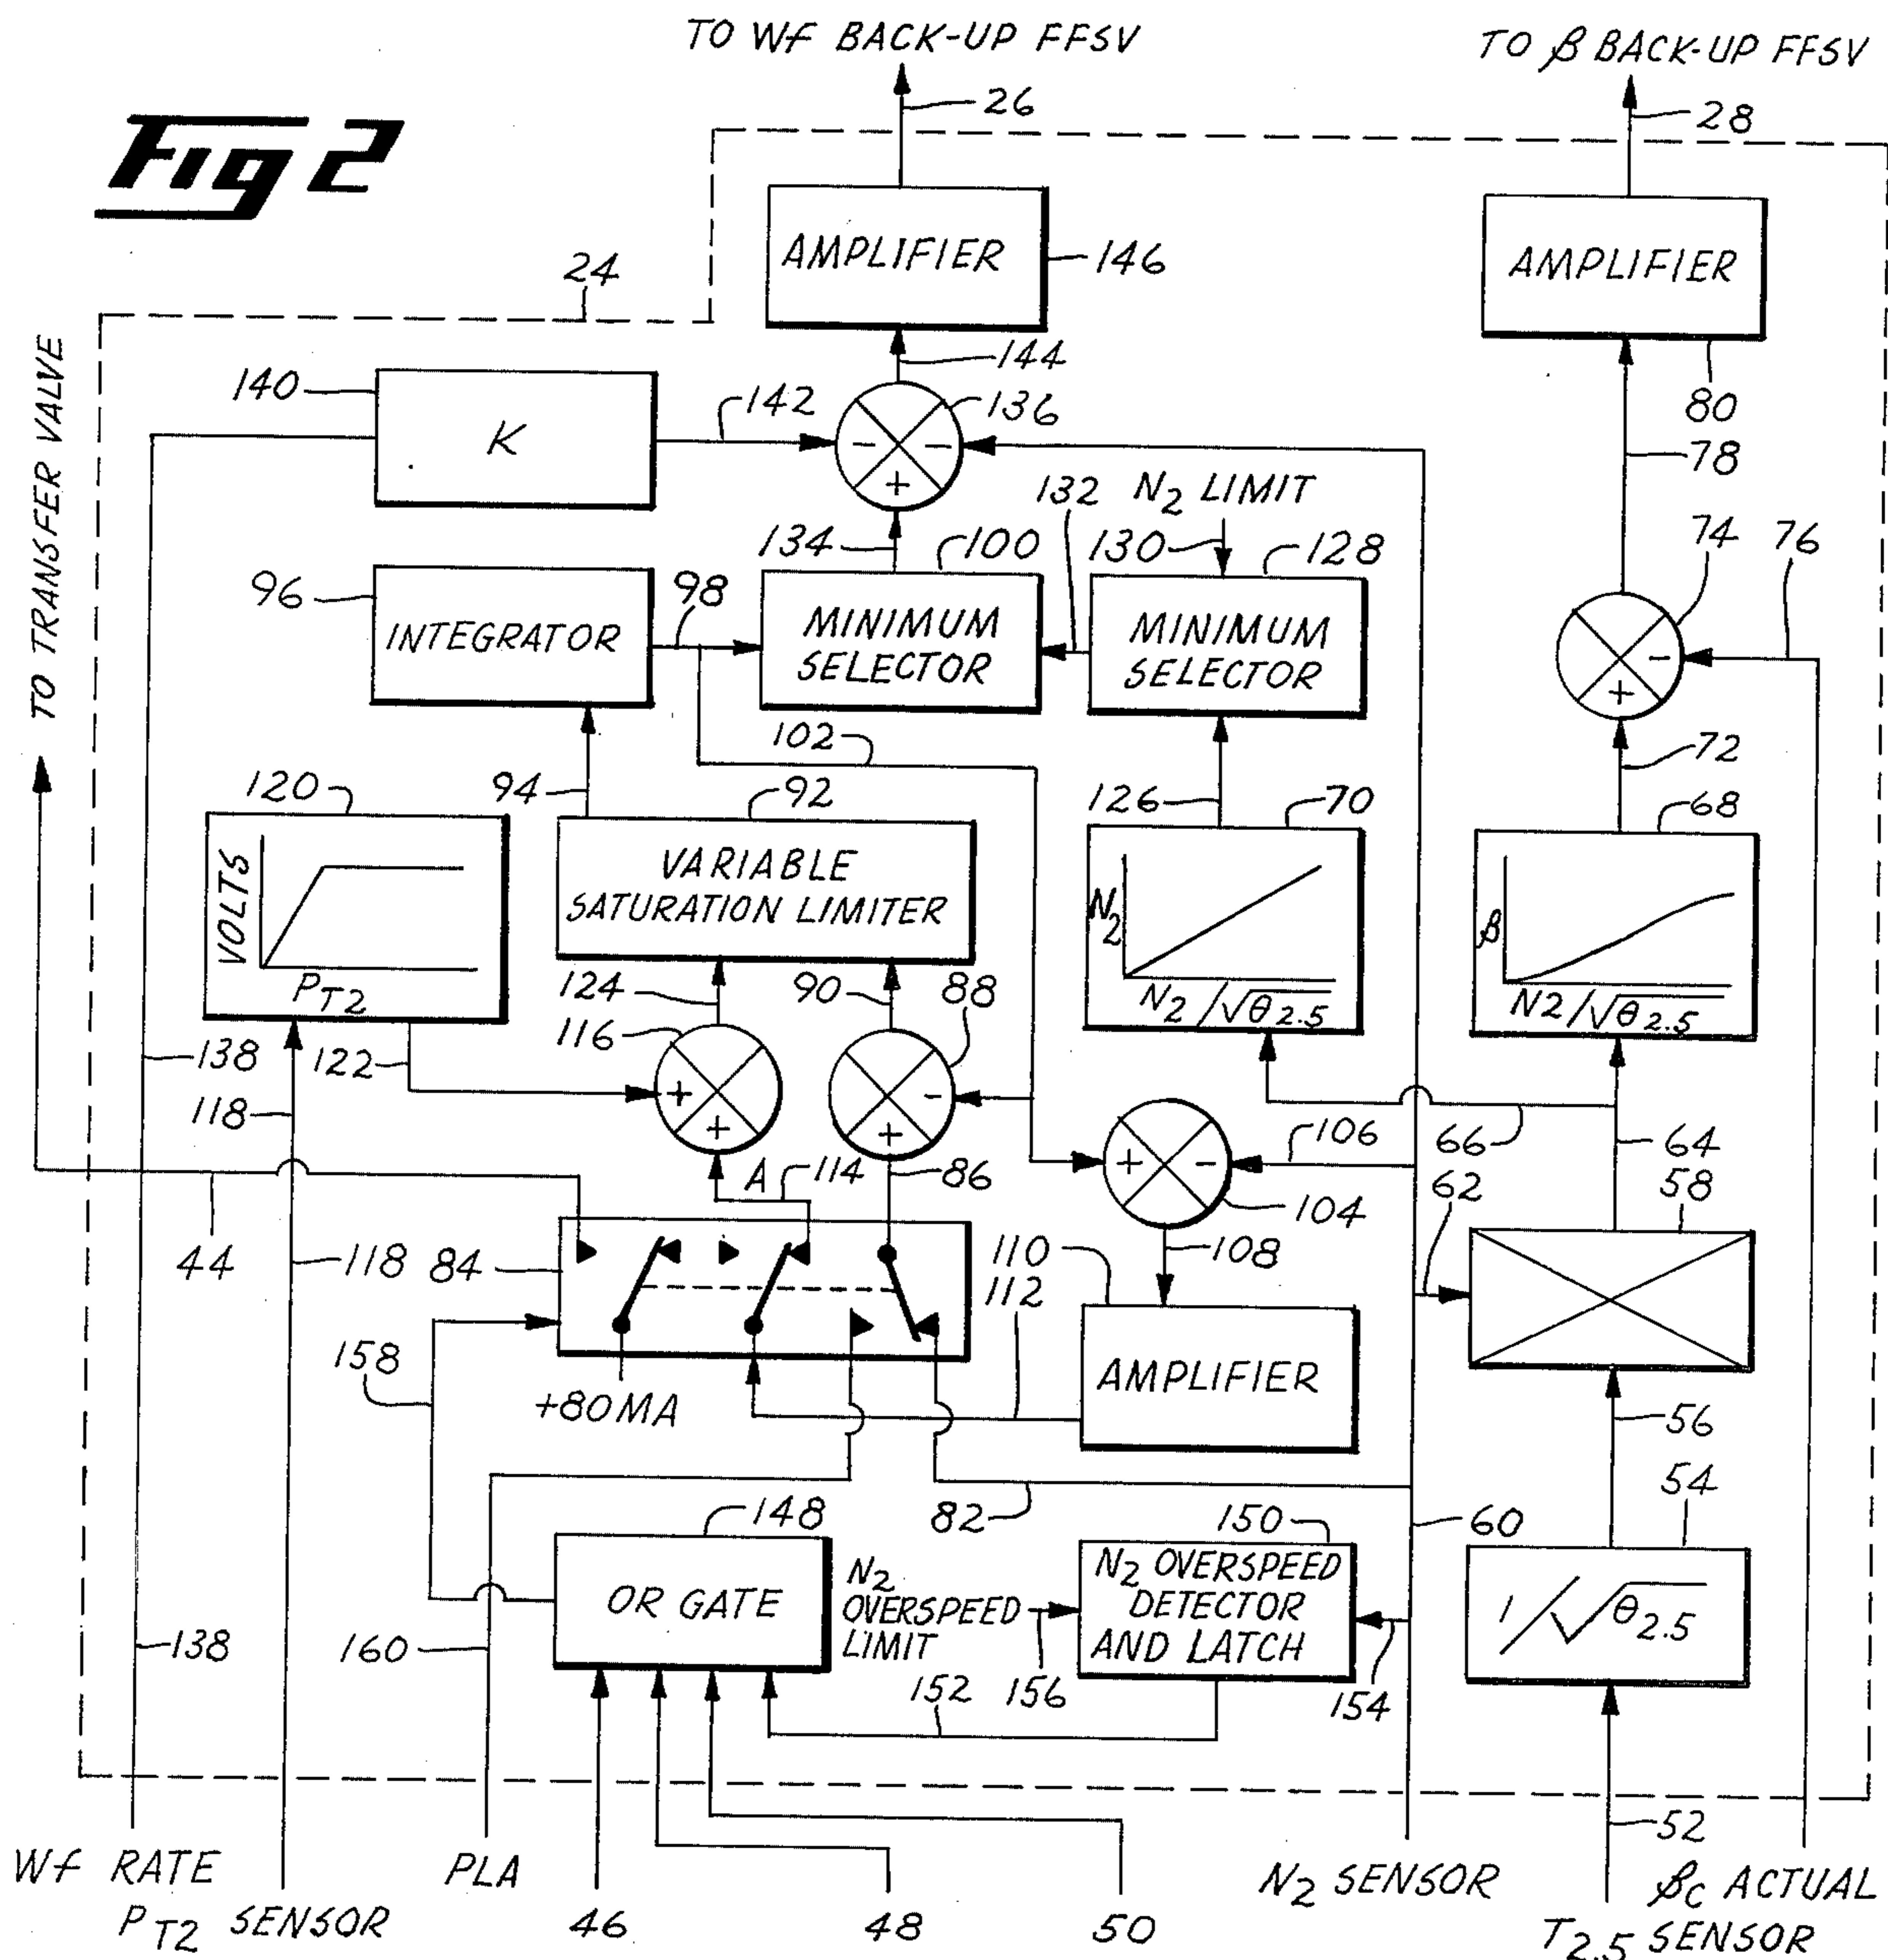 TO Wf BACK-UP FFSV
TO β BACK-UP FFSV
26
28
Fig 2
24
AMPLIFIER
146
AMPLIFIER
80
TO TRANSFER VALVE
144
140
K
142
136
-
-
+
78
132
N2 LIMIT
134
100
130
128
74
76
96
INTEGRATOR
98
MINIMUM
SELECTOR
MINIMUM
SELECTOR
-
+
102
72
120
94
92
126
70
68
VOLTS
PT2
VARIABLE
SATURATION LIMITER
N2
N2/√θ2.5
β
N2/√θ2.5
124
90
88
116
138
122
118
+
+
-
+
106
66
64
+
-
A
114
86
62
58
104
44
118
84
108
110
112
158
+80MA
AMPLIFIER
56
54
148
82
150
60
OR GATE
N2
OVERSPEED
LIMIT
N2 OVERSPEED
DETECTOR
AND LATCH
1/√θ2.5
138
160
152
156
154
52
Wf RATE
PLA
N2 SENSOR
βC ACTUAL
PT2 SENSOR
46
48
50
T2.5 SENSOR